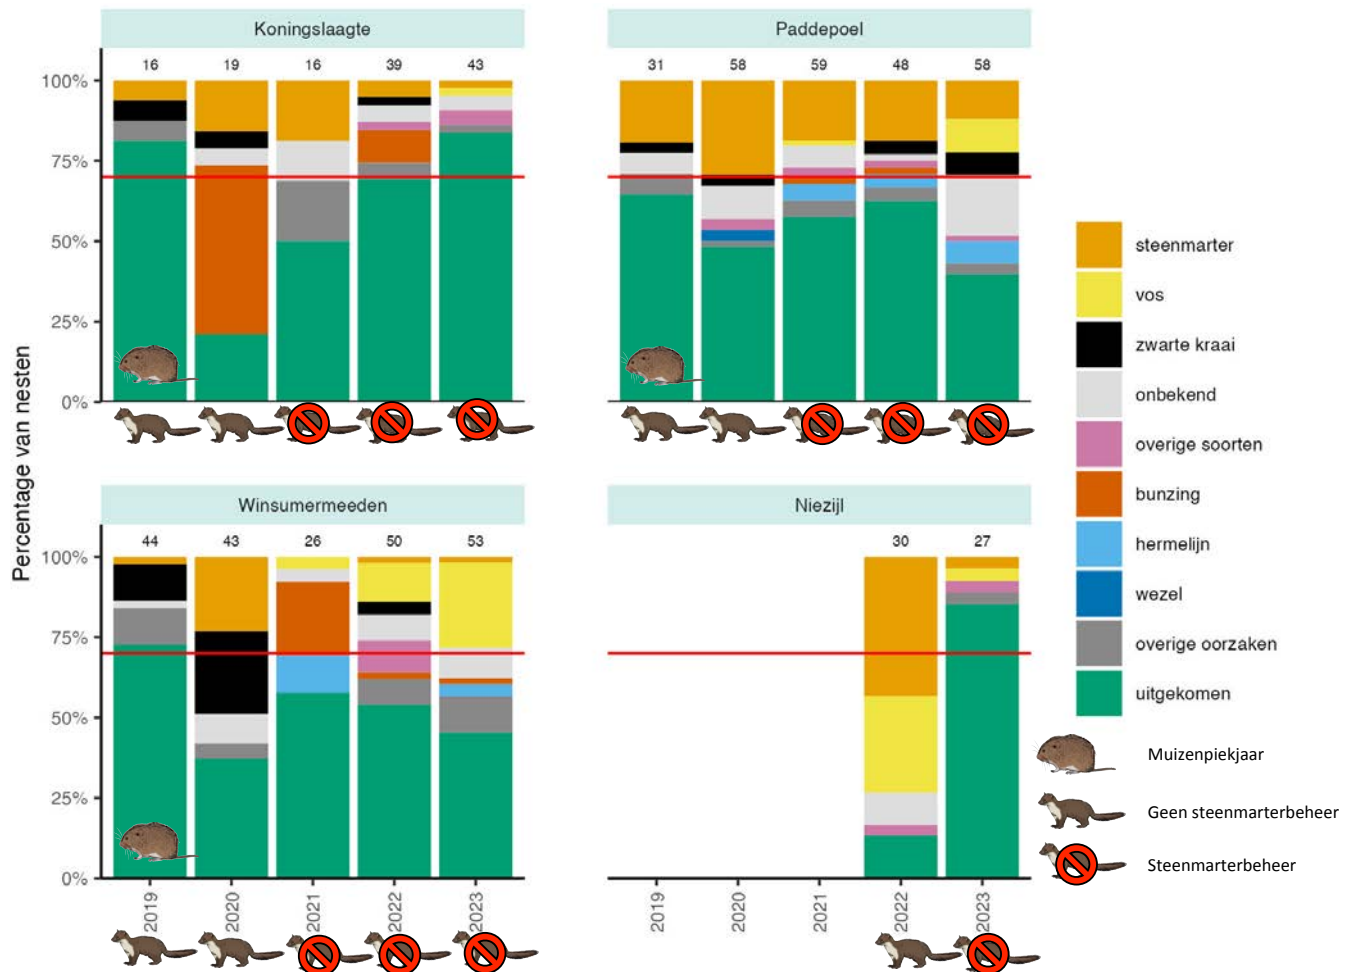 Koningslaagte
Paddepoel
16 19 16 39 43
31 58 59 48 58
100%
75%
50%
25%
0%
Percentage van nesten
Winsumermeeden
Niezijl
44 43 26 50 53
30 27
100%
75%
50%
25%
0%
2019 2020 2021 2022 2023
2019 2020 2021 2022 2023
steenmarter
vos
zwarte kraai
onbekend
overige soorten
bunzing
hermelijn
wezel
overige oorzaken
uitgekomen
Muizenpiekjaar
Geen steenmarterbeheer
Steenmarterbeheer